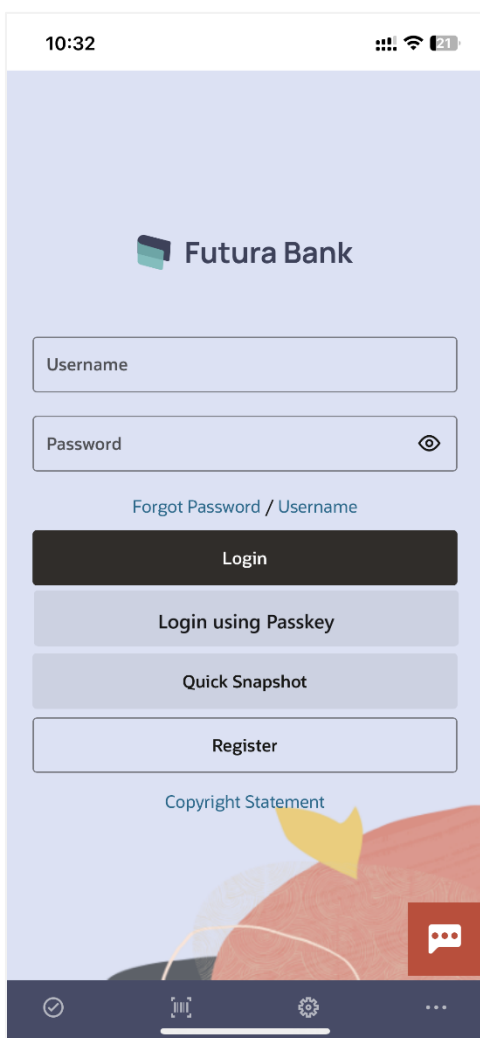 10:32
21
Futura Bank
Username
Password
Forgot Password / Username
Login
Login using Passkey
Quick Snapshot
Register
Copyright Statement